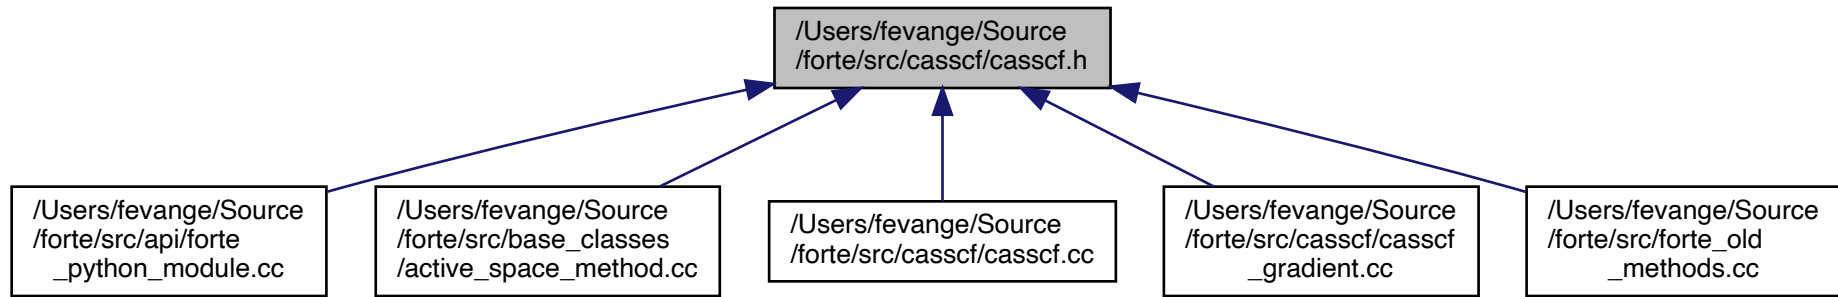 /Users/fevange/Source
/forte/src/casscf/casscf.h
/Users/fevange/Source
/forte/src/api/forte
_python_module.cc
/Users/fevange/Source
/forte/src/base_classes
/active_space_method.cc
/Users/fevange/Source
/forte/src/casscf/casscf.cc
/Users/fevange/Source
/forte/src/casscf/casscf
_gradient.cc
/Users/fevange/Source
/forte/src/forte_old
_methods.cc